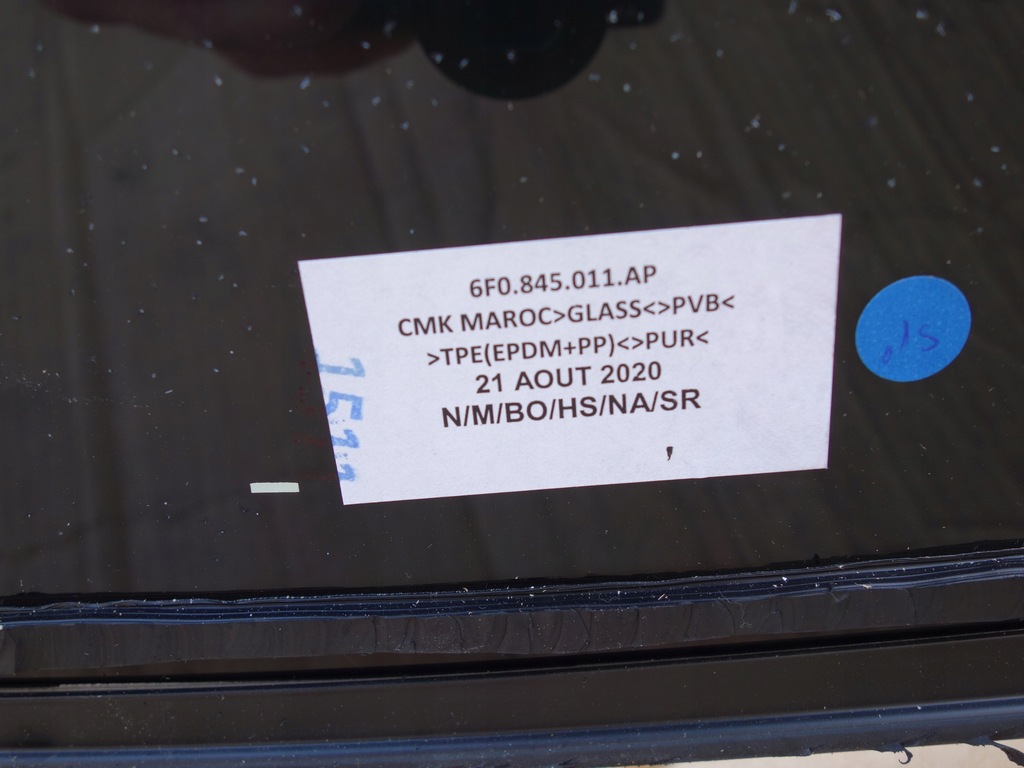 6F0.845.011.AP
CMK MAROC>GLASS<>PVB<
>TPE(EPDM+PP)<>PUR<
21 AOUT 2020
N/M/BO/HS/NA/SR